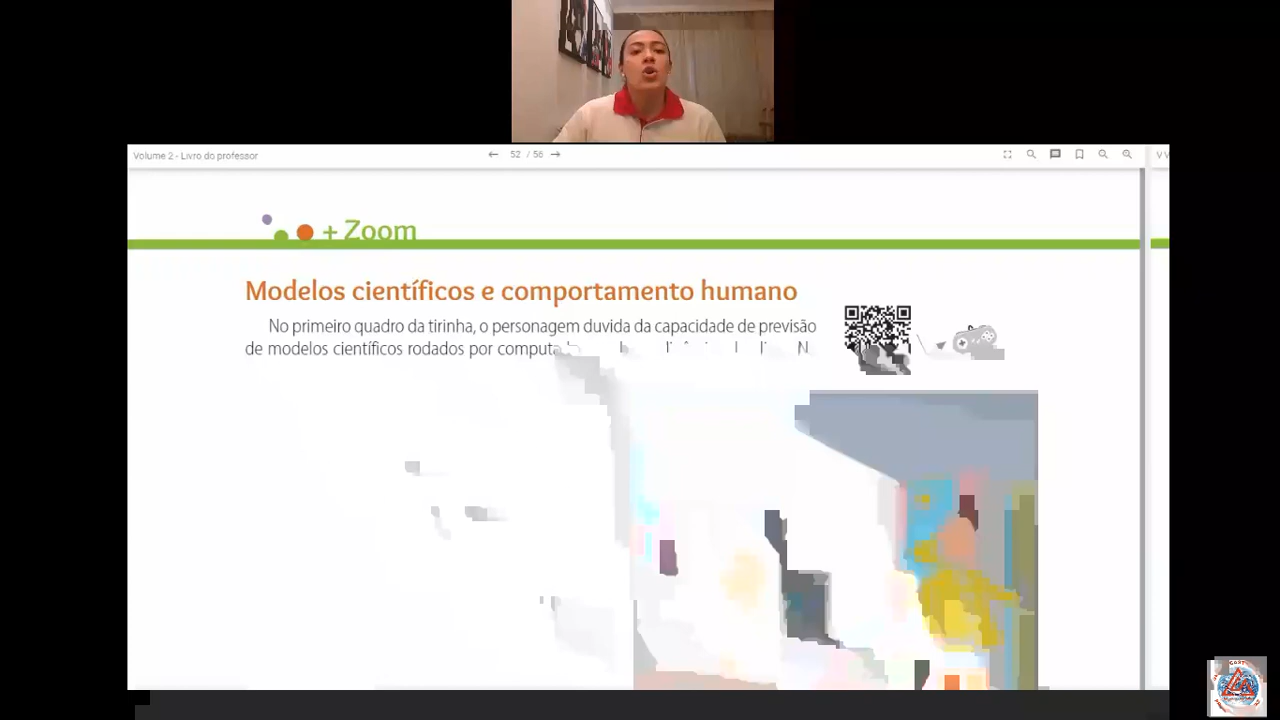 Volume 2 - Livro do professor
52 / 56
+ Zoom
Modelos científicos e comportamento humano
No primeiro quadro da tirinha, o personagem duvida da capacidade de previsão
de modelos científicos rodados por